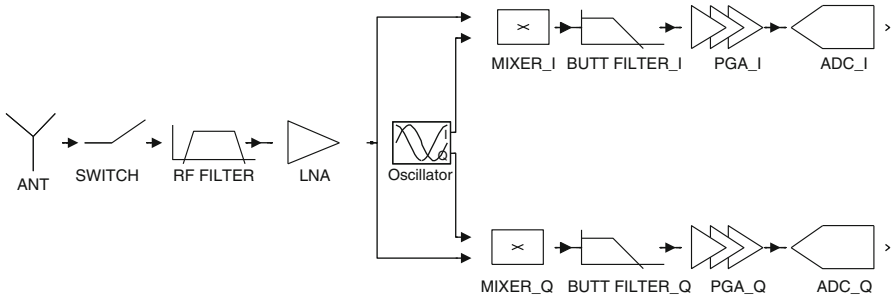 MIXER_I
BUTT FILTER_I
PGA_I
ADC_I
ANT
SWITCH
RF FILTER
LNA
I
Q
Oscillator
MIXER_Q
BUTT FILTER_Q
PGA_Q
ADC_Q